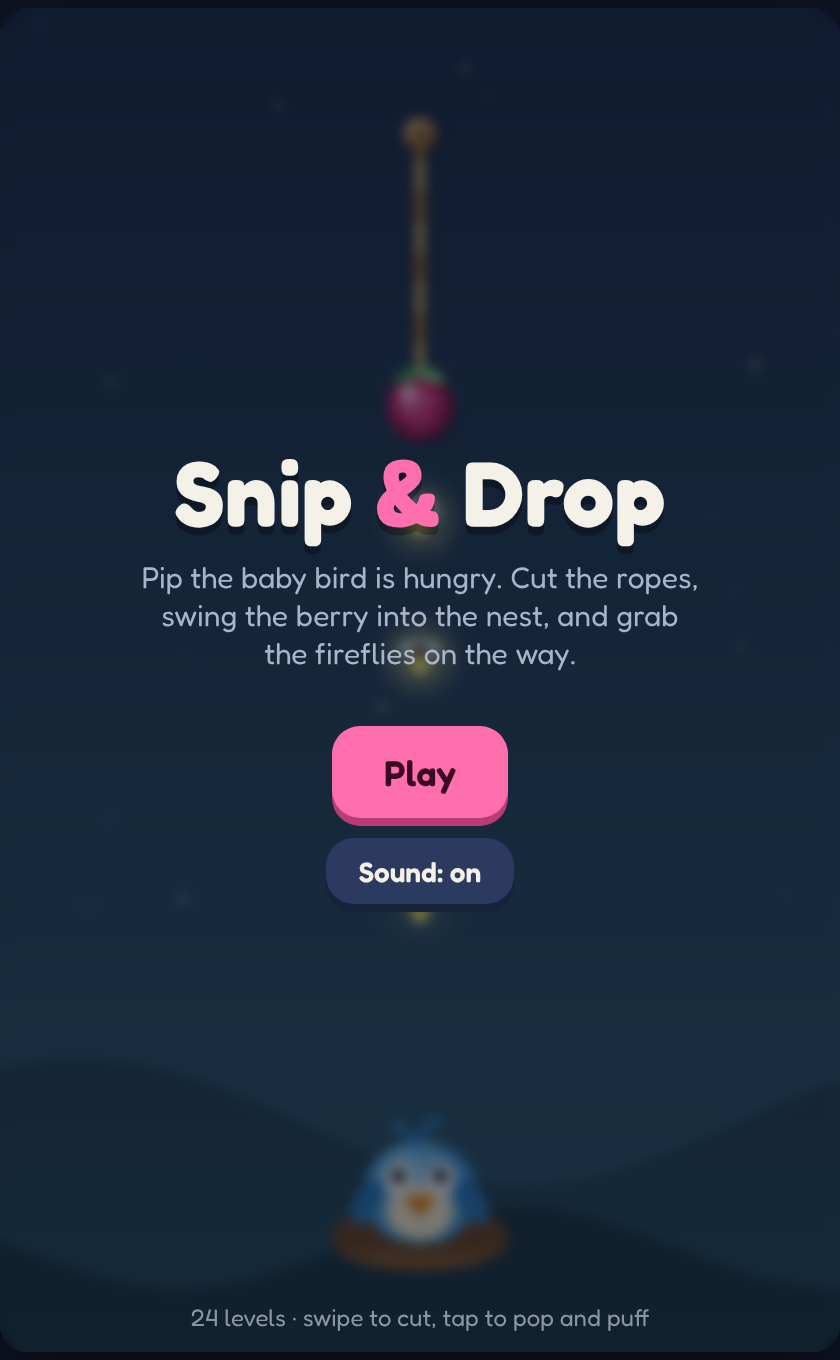 Snip & Drop
Pip the baby bird is hungry. Cut the ropes,
swing the berry into the nest, and grab
the fireflies on the way.
Play
Sound: on
24 levels · swipe to cut, tap to pop and puff